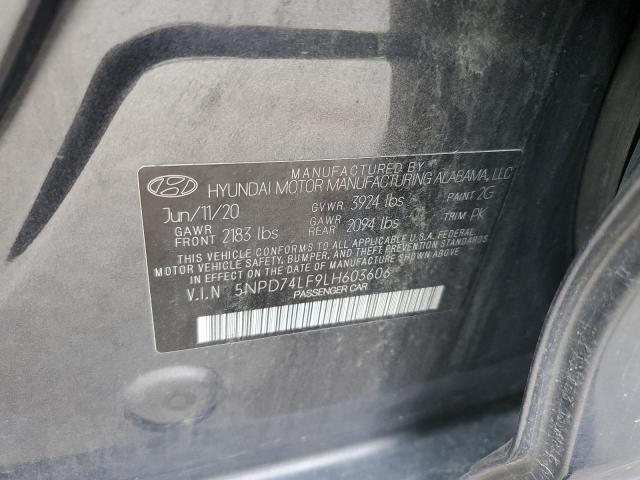 MANUFACTURED BY
HYUNDAI MOTOR MANUFACTURING ALABAMA, LLC
Jun/11/20 GVWR 3924 lbs PAINT 2G
GAWR FRONT 2183 lbs GAWR REAR 2094 lbs TRIM PK
THIS VEHICLE CONFORMS TO ALL APPLICABLE U.S.A. FEDERAL
MOTOR VEHICLE SAFETY, BUMPER, AND THEFT PREVENTION STANDARDS
IN EFFECT ON THE DATE OF MANUFACTURE SHOWN ABOVE.
V.I.N 5NPD74LF9LH603606
PASSENGER CAR